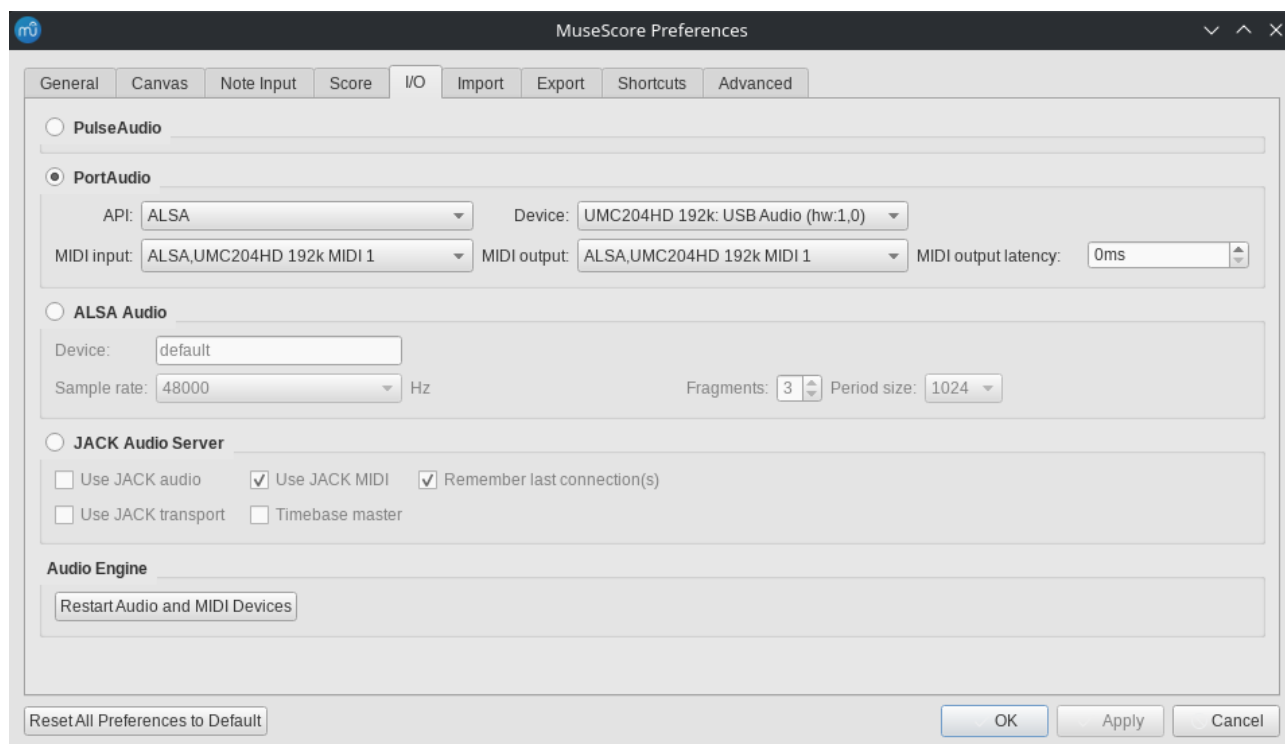 MuseScore Preferences
General Canvas Note Input Score I/O Import Export Shortcuts Advanced
PulseAudio
PortAudio
API: ALSA Device: UMC204HD 192k: USB Audio (hw:1,0)
MIDI input: ALSA,UMC204HD 192k MIDI 1 MIDI output: ALSA,UMC204HD 192k MIDI 1 MIDI output latency: 0ms
ALSA Audio
Device: default
Sample rate: 48000 Hz Fragments: 3 Period size: 1024
JACK Audio Server
Use JACK audio Use JACK MIDI Remember last connection(s)
Use JACK transport Timebase master
Audio Engine
Restart Audio and MIDI Devices
Reset All Preferences to Default OK Apply Cancel